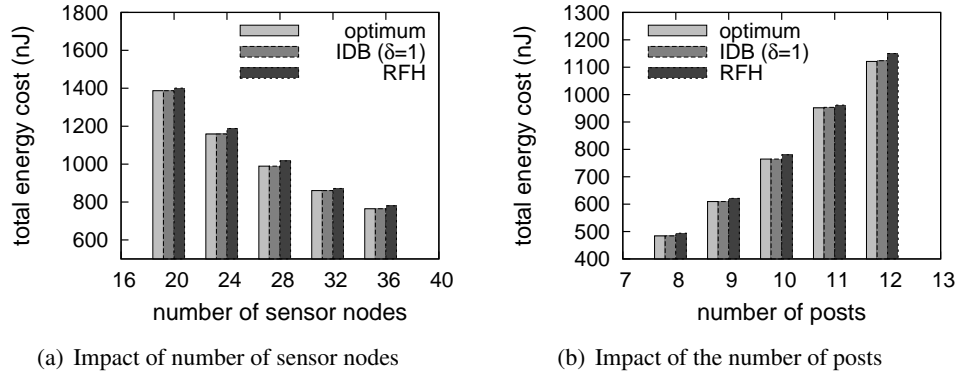 1800
1600
1400
1200
1000
800
600
16 20 24 28 32 36 40
total energy cost (nJ)
number of sensor nodes
optimum
IDB (δ=1)
RFH
(a) Impact of number of sensor nodes
1300
1200
1100
1000
900
800
700
600
500
400
7 8 9 10 11 12 13
total energy cost (nJ)
number of posts
optimum
IDB (δ=1)
RFH
(b) Impact of the number of posts